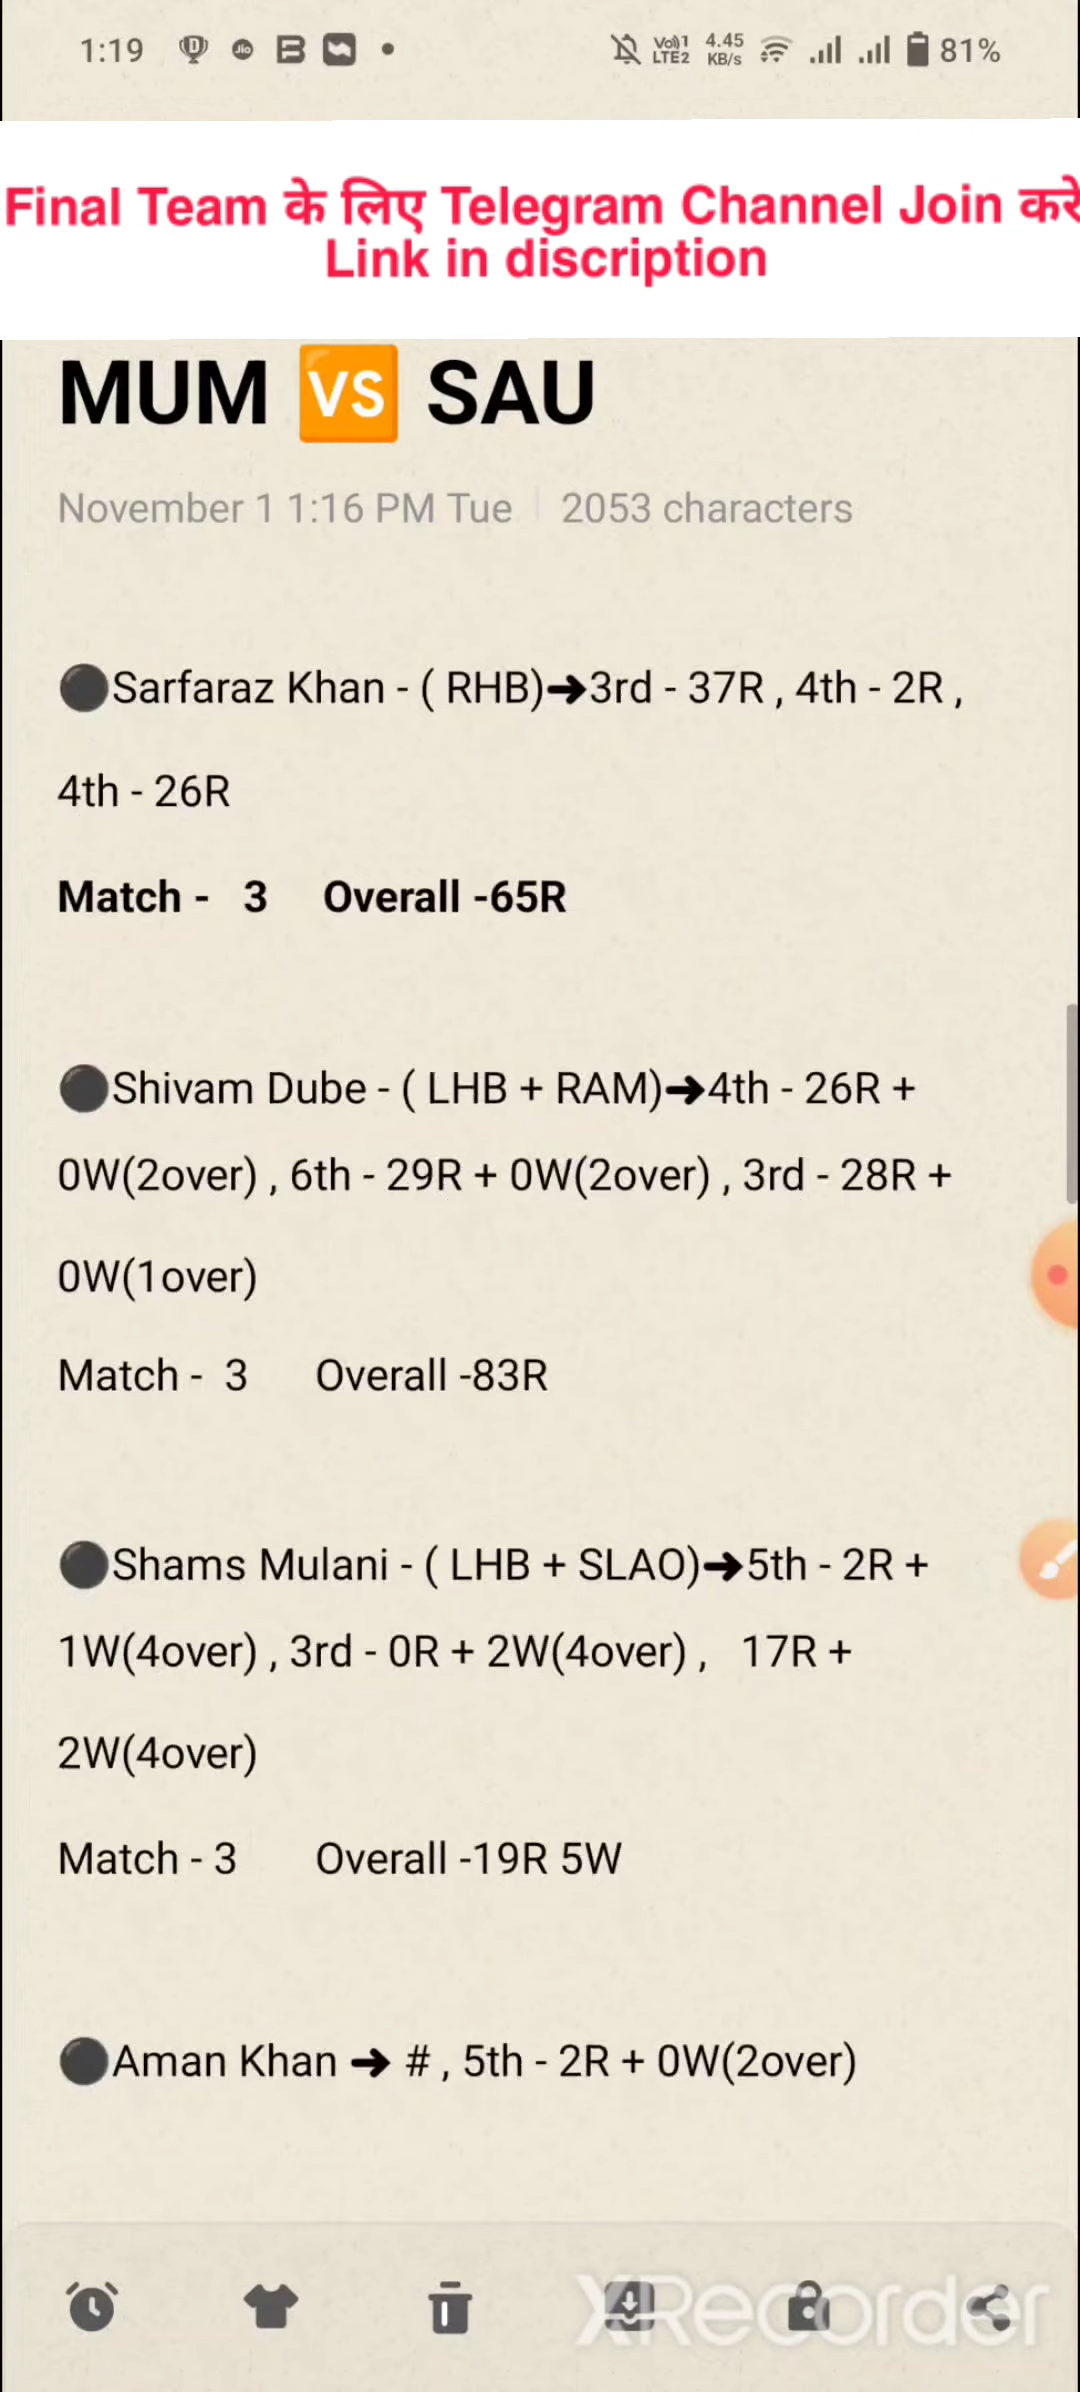 1:19 Jio Vo)) 1 LTE2 4.45 KB/s 81%
Final Team के लिए Telegram Channel Join करे
Link in discription
MUM VS SAU
November 1 1:16 PM Tue | 2053 characters
⚫Sarfaraz Khan - ( RHB)➔3rd - 37R , 4th - 2R ,
4th - 26R
Match - 3 Overall -65R
⚫Shivam Dube - ( LHB + RAM)➔4th - 26R +
0W(2over) , 6th - 29R + 0W(2over) , 3rd - 28R +
0W(1over)
Match - 3 Overall -83R
⚫Shams Mulani - ( LHB + SLAO)➔5th - 2R +
1W(4over) , 3rd - 0R + 2W(4over) , 17R +
2W(4over)
Match - 3 Overall -19R 5W
⚫Aman Khan ➔ # , 5th - 2R + 0W(2over)
XRecorder